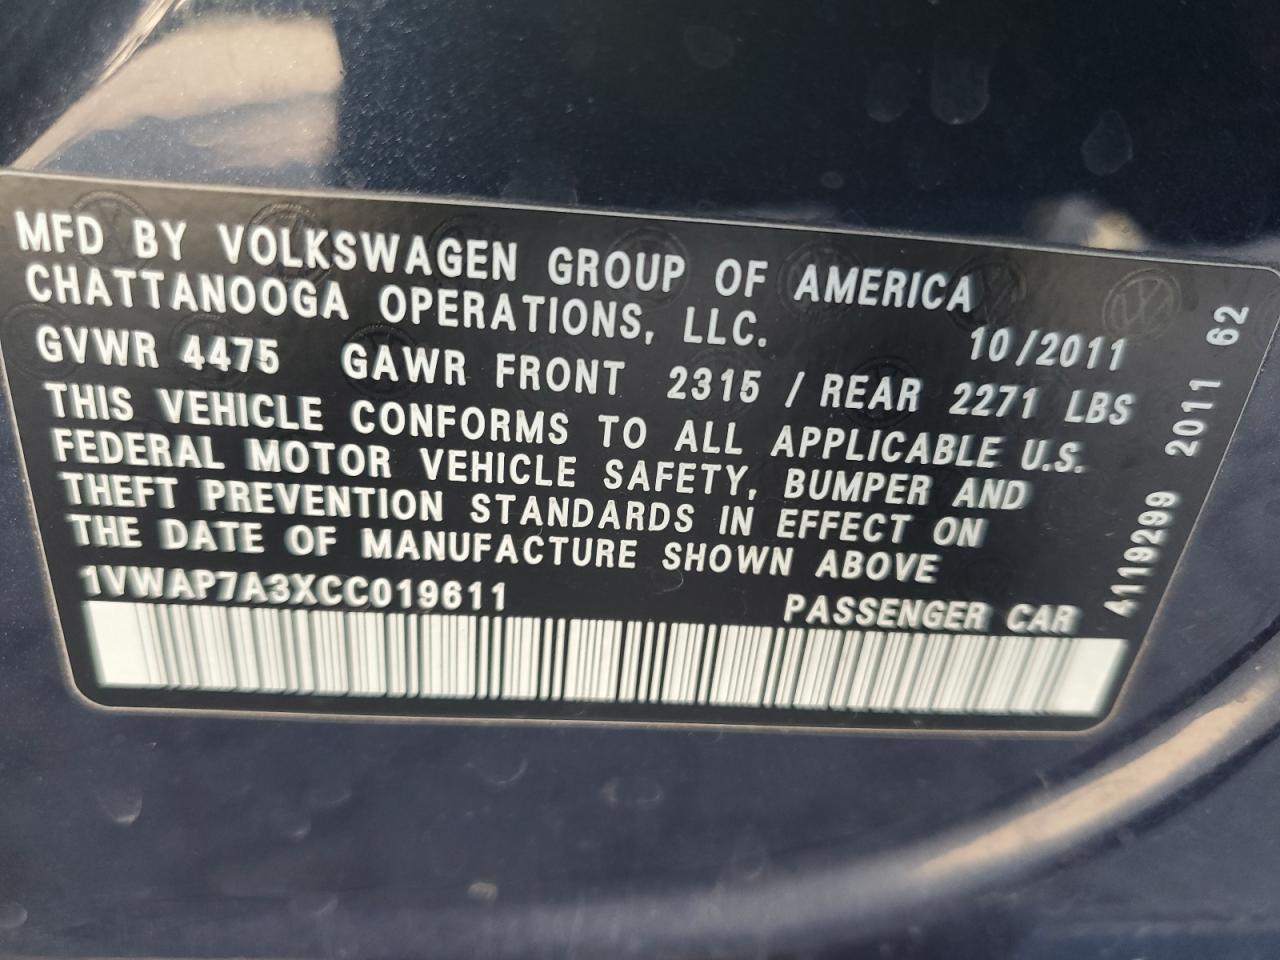 MFD BY VOLKSWAGEN GROUP OF AMERICA
CHATTANOOGA OPERATIONS, LLC. 10/2011
GVWR 4475 GAWR FRONT 2315 / REAR 2271 LBS
THIS VEHICLE CONFORMS TO ALL APPLICABLE U.S.
FEDERAL MOTOR VEHICLE SAFETY, BUMPER AND
THEFT PREVENTION STANDARDS IN EFFECT ON
THE DATE OF MANUFACTURE SHOWN ABOVE
1VWAP7A3XCC019611 PASSENGER CAR
4119299 2011 62